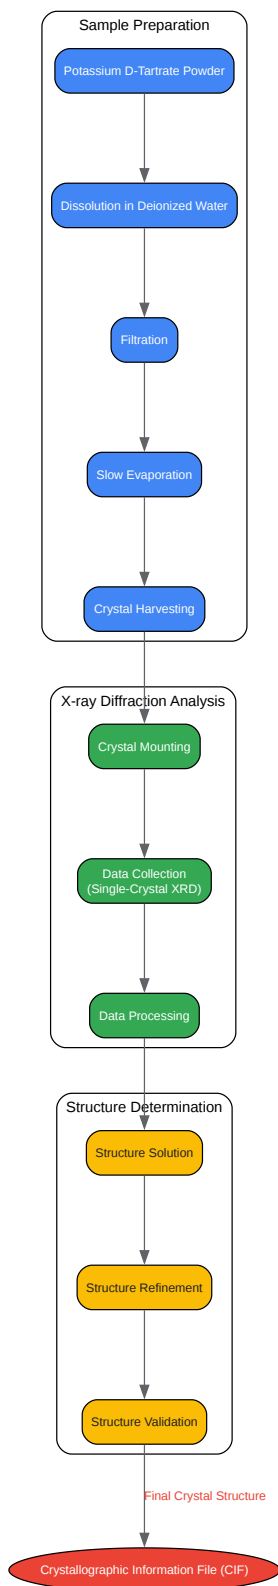 Sample Preparation
Potassium D-Tartrate Powder
Dissolution in Deionized Water
Filtration
Slow Evaporation
Crystal Harvesting
X-ray Diffraction Analysis
Crystal Mounting
Data Collection
(Single-Crystal XRD)
Data Processing
Structure Determination
Structure Solution
Structure Refinement
Structure Validation
Final Crystal Structure
Crystallographic Information File (CIF)